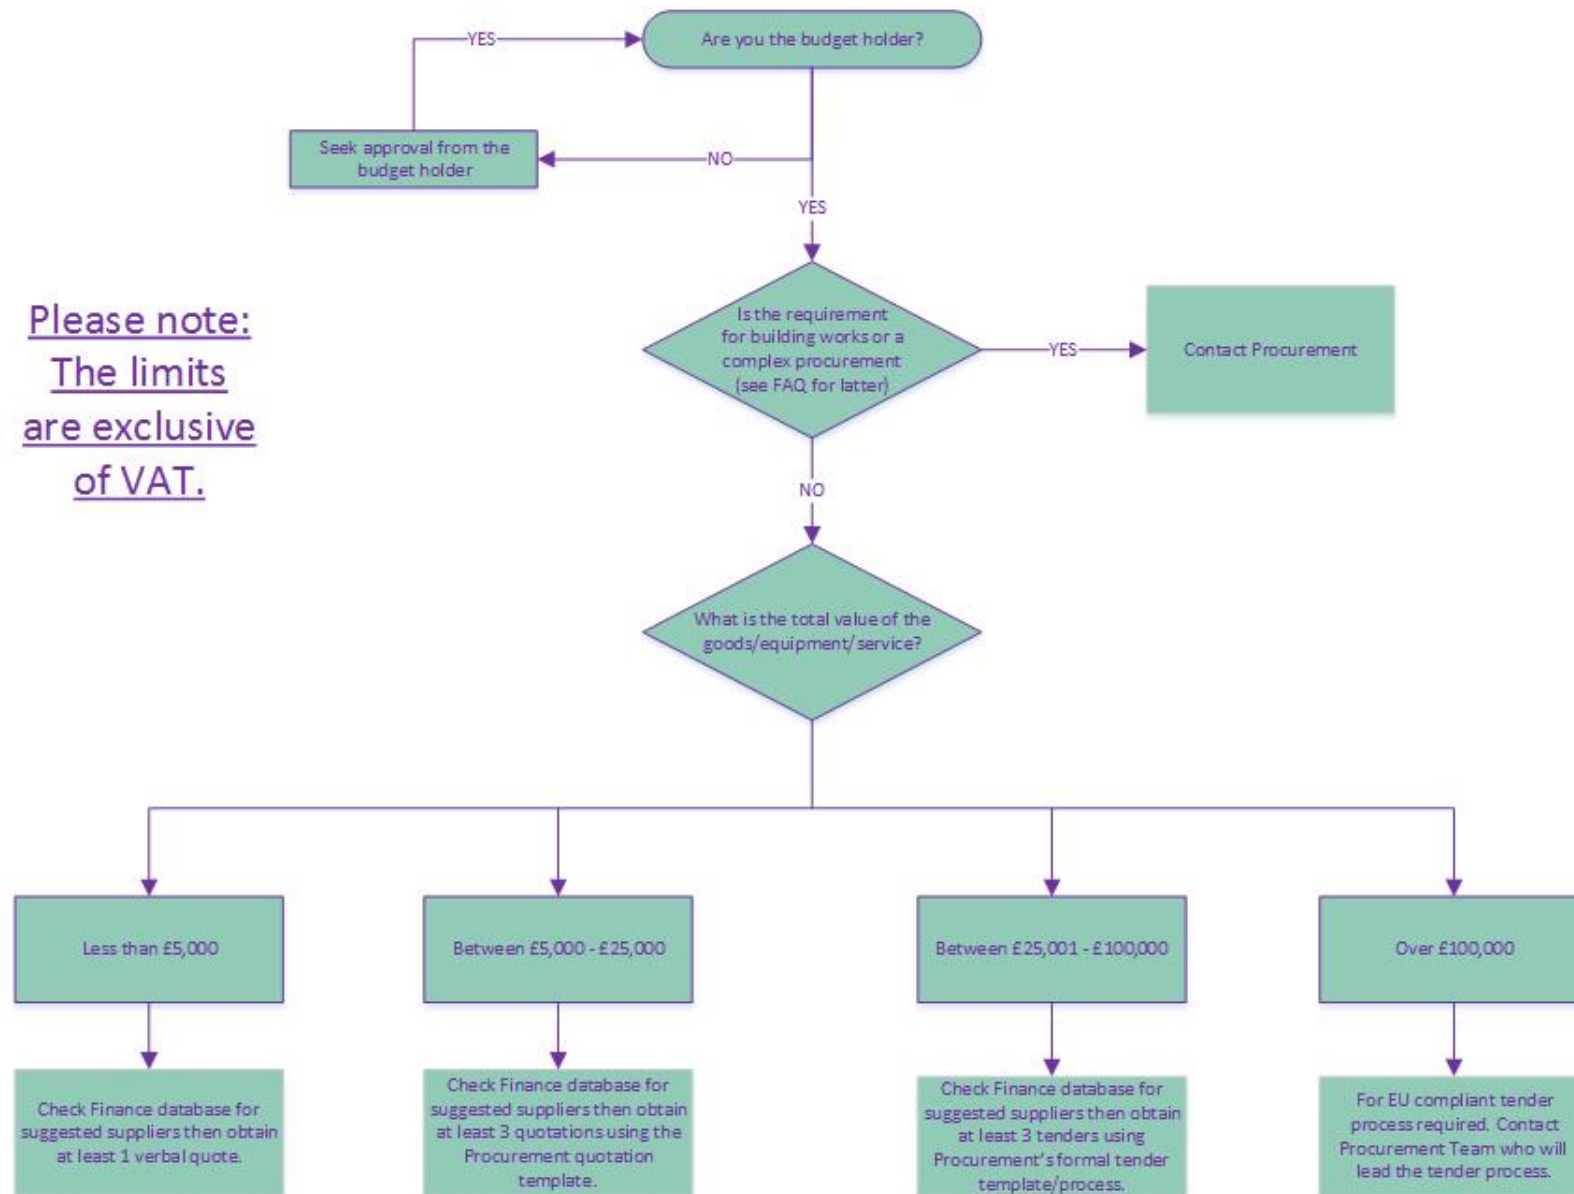 Are you the budget holder?
YES
Seek approval from the
budget holder
NO
YES
Please note:
The limits
are exclusive
of VAT.
Is the requirement
for building works or a
complex procurement
(see FAQ for latter)
YES
Contact Procurement
NO
What is the total value of the
goods/equipment/service?
Less than £5,000
Between £5,000 - £25,000
Between £25,001 - £100,000
Over £100,000
Check Finance database for
suggested suppliers then obtain
at least 1 verbal quote.
Check Finance database for
suggested suppliers then obtain
at least 3 quotations using the
Procurement quotation
template.
Check Finance database for
suggested suppliers then obtain
at least 3 tenders using
Procurement's formal tender
template/process.
For EU compliant tender
process required. Contact
Procurement Team who will
lead the tender process.